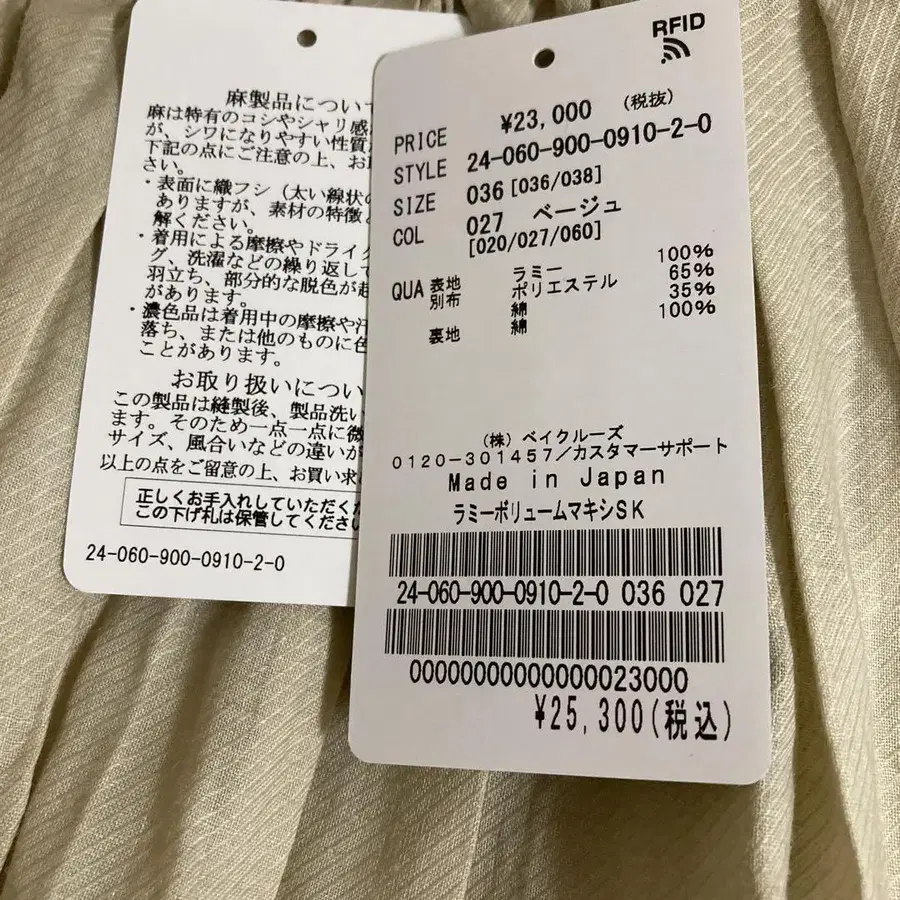 麻製品について
麻は特有のコシやシャリ感
が、シワになりやすい性質
下記の点にご注意の上、お取
さい。
・表面に織フシ（太い線状の
ありますが、素材の特徴と
解ください。
・着用による摩擦やドライク
グ、洗濯などの繰り返して
羽立ち、部分的な脱色が起
があります。
・濃色品は着用中の摩擦や汗
落ち、または他のものに色
ことがあります。
お取り扱いについ
この製品は縫製後、製品洗い
ます。そのため一点一点に微
サイズ、風合いなどの違いが
以上の点をご留意の上、お買い求
正しくお手入れしていただくた
この下げ札は保管してください
24-060-900-0910-2-0
RFID
PRICE ¥23,000 (税抜)
STYLE 24-060-900-0910-2-0
SIZE 036 [036/038]
COL 027 ベージュ
[020/027/060]
QUA 表地 ラミー 100%
別布 ポリエステル 65%
綿 35%
裏地 綿 100%
(株) ベイクルーズ
0120-301457/カスタマーサポート
Made in Japan
ラミーボリュームマキシSK
24-060-900-0910-2-0 036 027
00000000000000023000
¥25,300(税込)